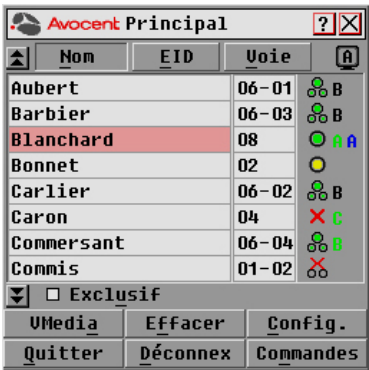 Avocent Principal ?
Nom EID Voie A
Aubert 06-01 B
Barbier 06-03 B
Blanchard 08 A A
Bonnet 02
Carlier 06-02 B
Caron 04 X C
Commersant 06-04 B
Commis 01-02
Exclusif
VMedia Effacer Config.
Quitter Déconnex Commandes